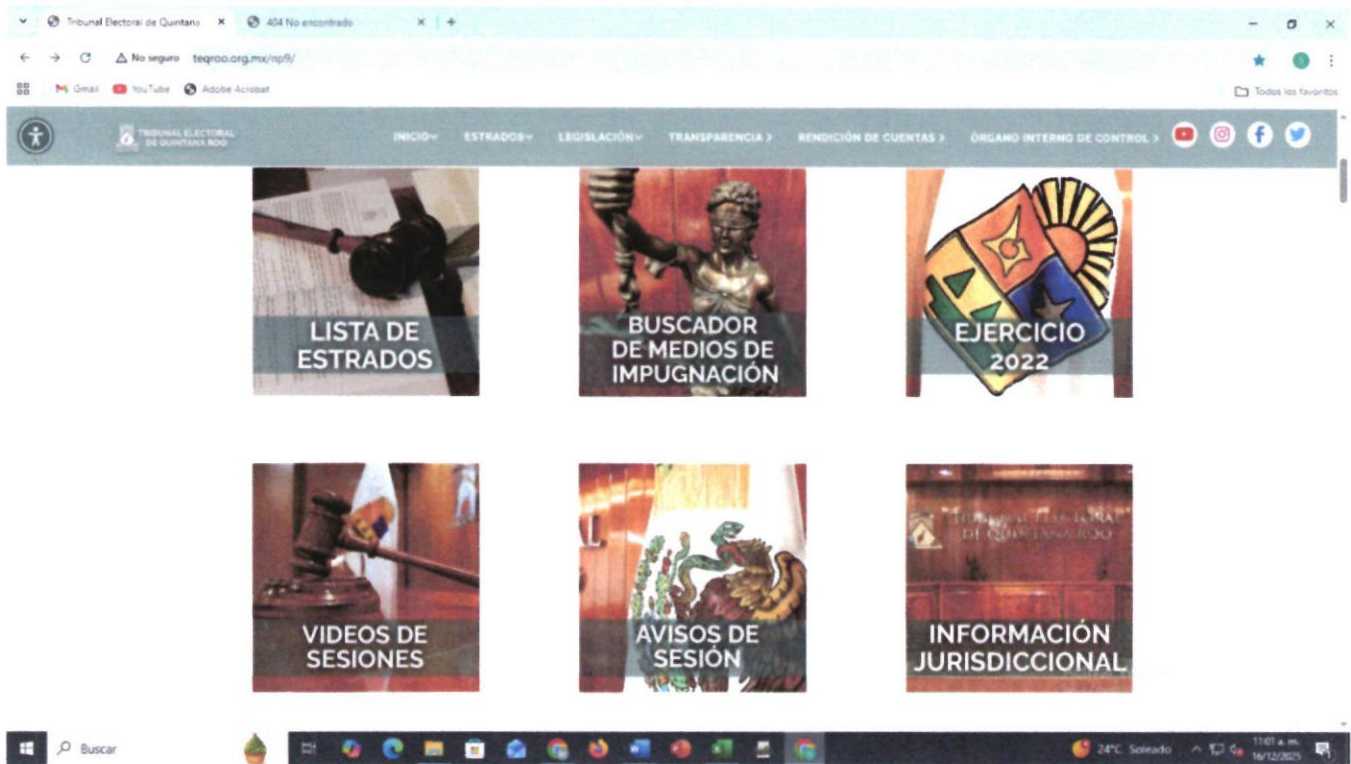 Tribunal Electoral de Quintana
404 No encontrado
No seguro
teqroo.org.mx/np9/
Gmail
YouTube
Adobe Acrobat
Todos los favoritos
TRIBUNAL ELECTORAL
DE QUINTANA ROO
INICIO
ESTRADOS
LEGISLACIÓN
TRANSPARENCIA >
RENDICIÓN DE CUENTAS >
ÓRGANO INTERNO DE CONTROL >
LISTA DE
ESTRADOS
BUSCADOR
DE MEDIOS DE
IMPUGNACIÓN
EJERCICIO
2022
VIDEOS DE
SESIONES
AVISOS DE
SESIÓN
TRIBUNAL ELECTORAL
DE QUINTANA ROO
INFORMACIÓN
JURISDICCIONAL
Buscar
24°C Soleado
11:01 a. m.
16/12/2025